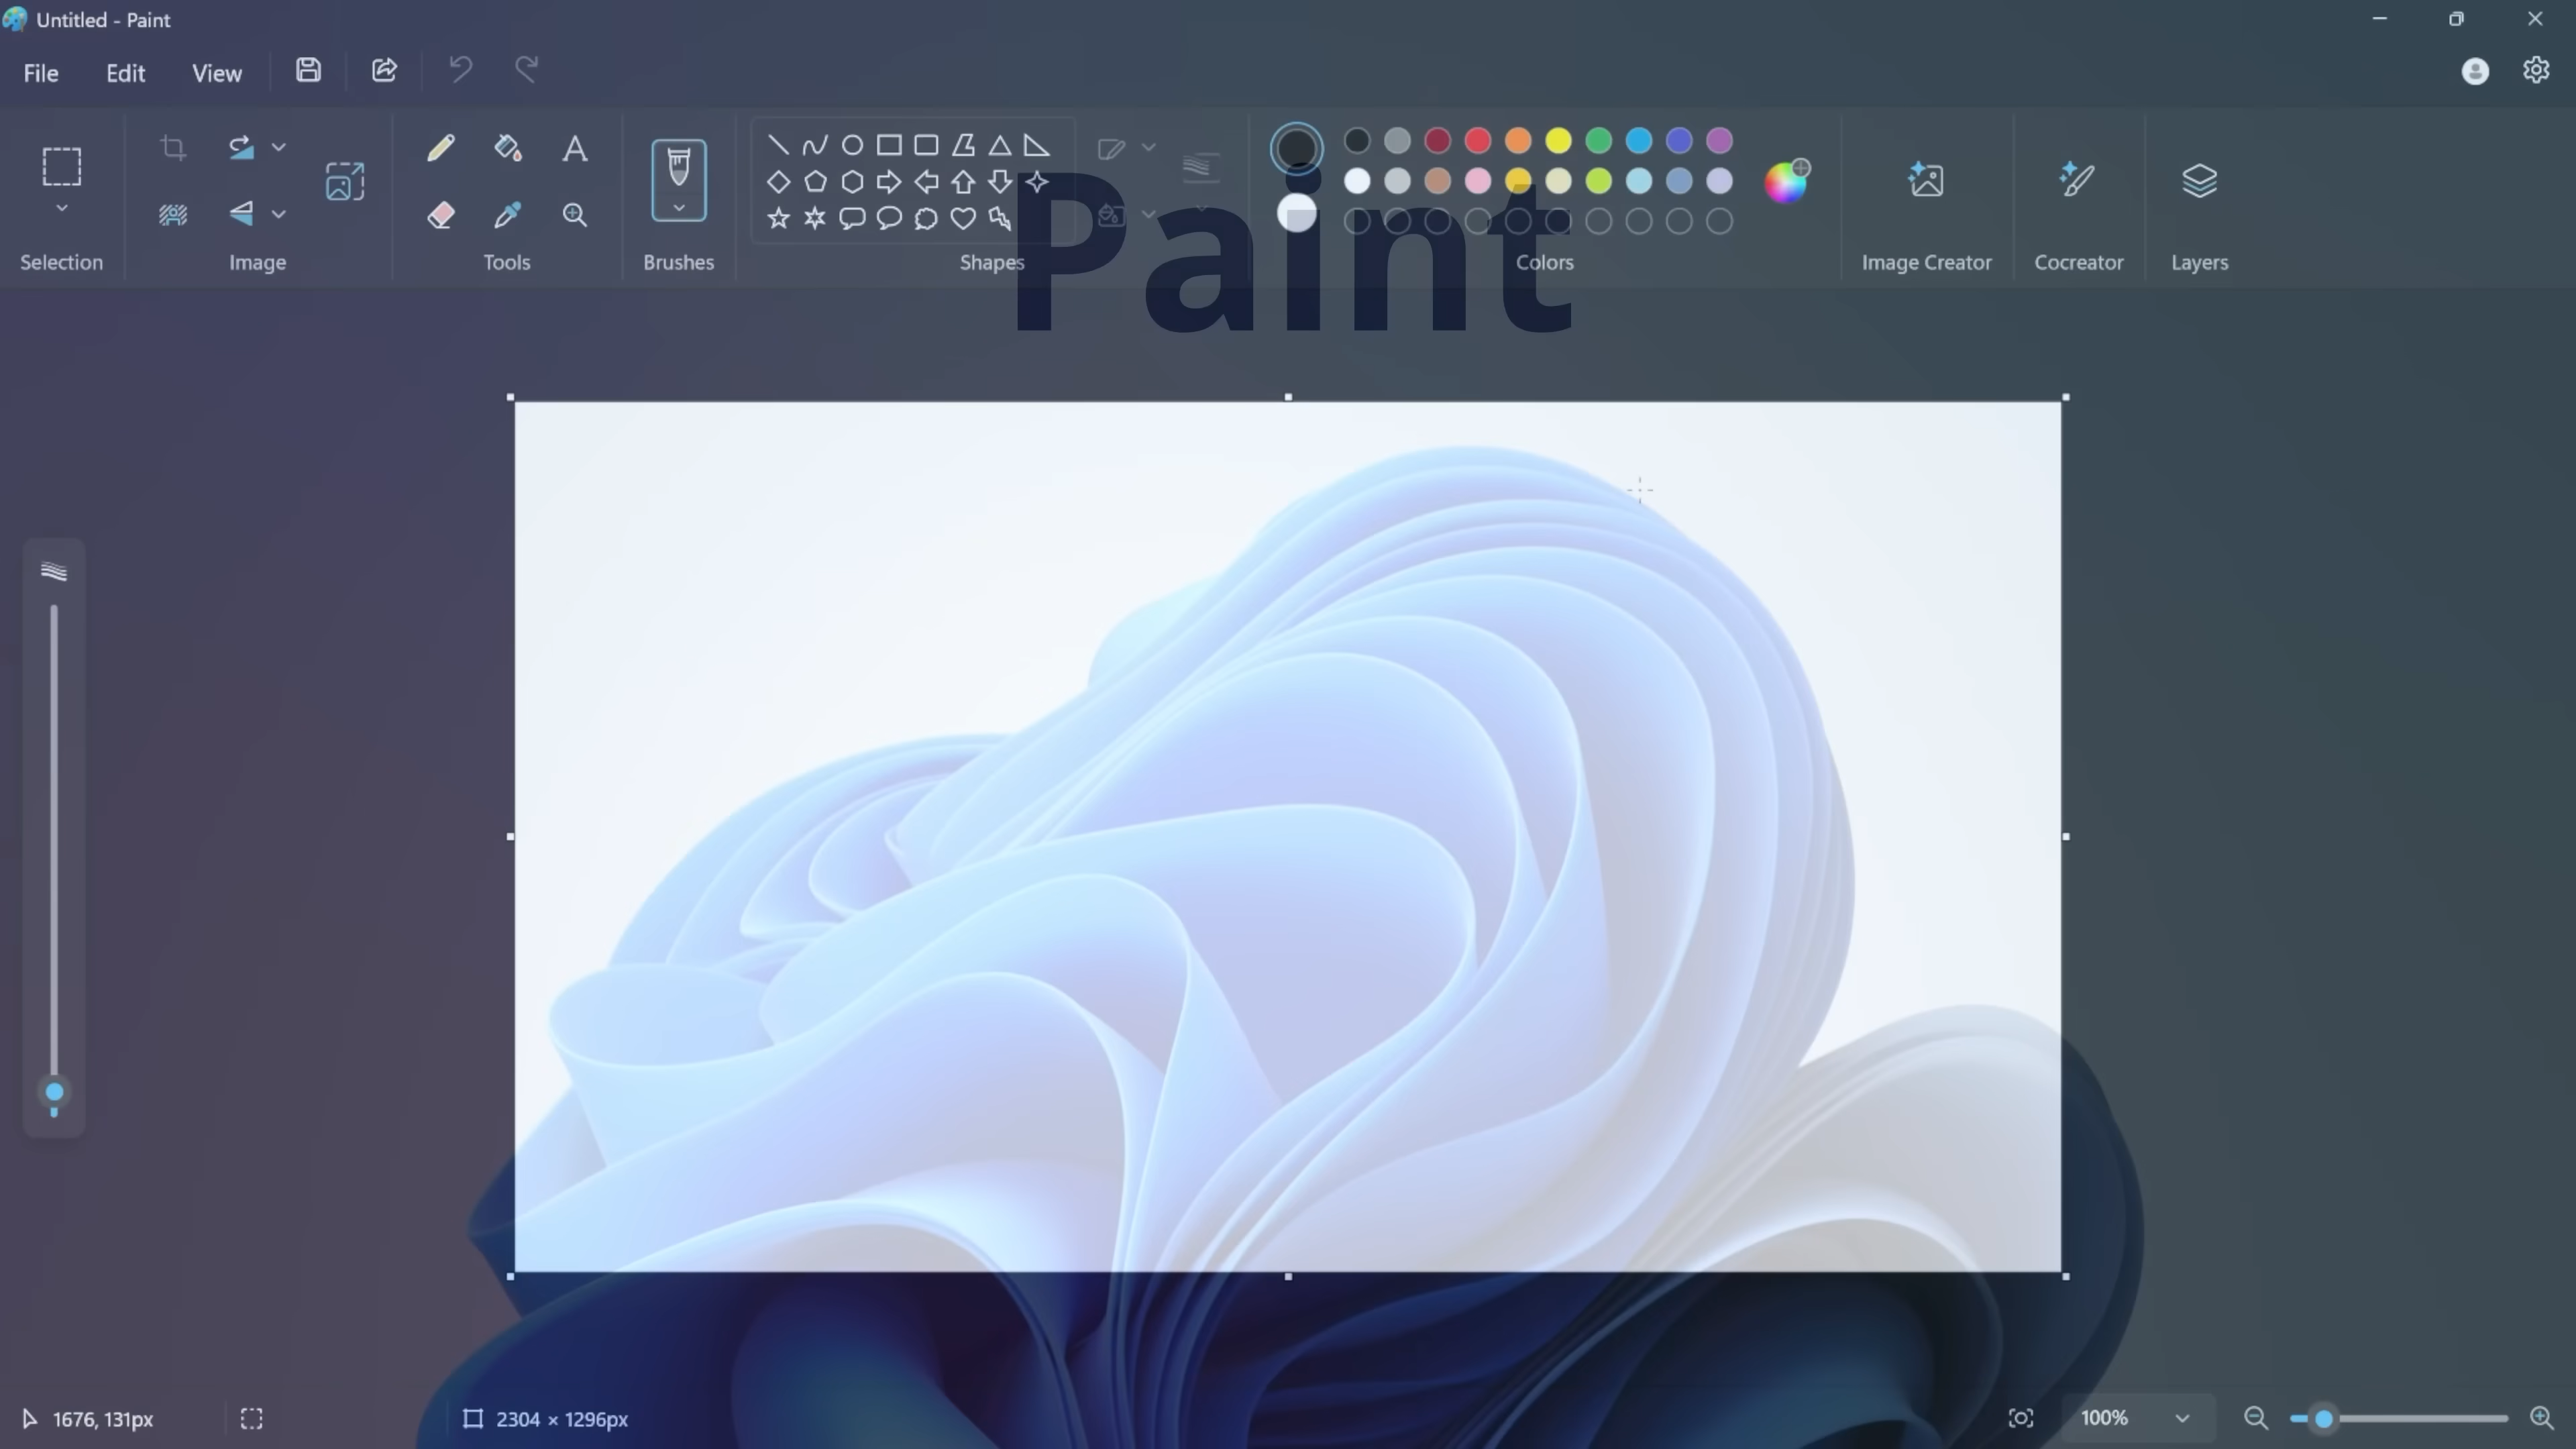 Untitled - Paint
File Edit View
Selection Image Tools Brushes Shapes Colors Image Creator Cocreator Layers
Paint
1676, 131px 2304 × 1296px 100%